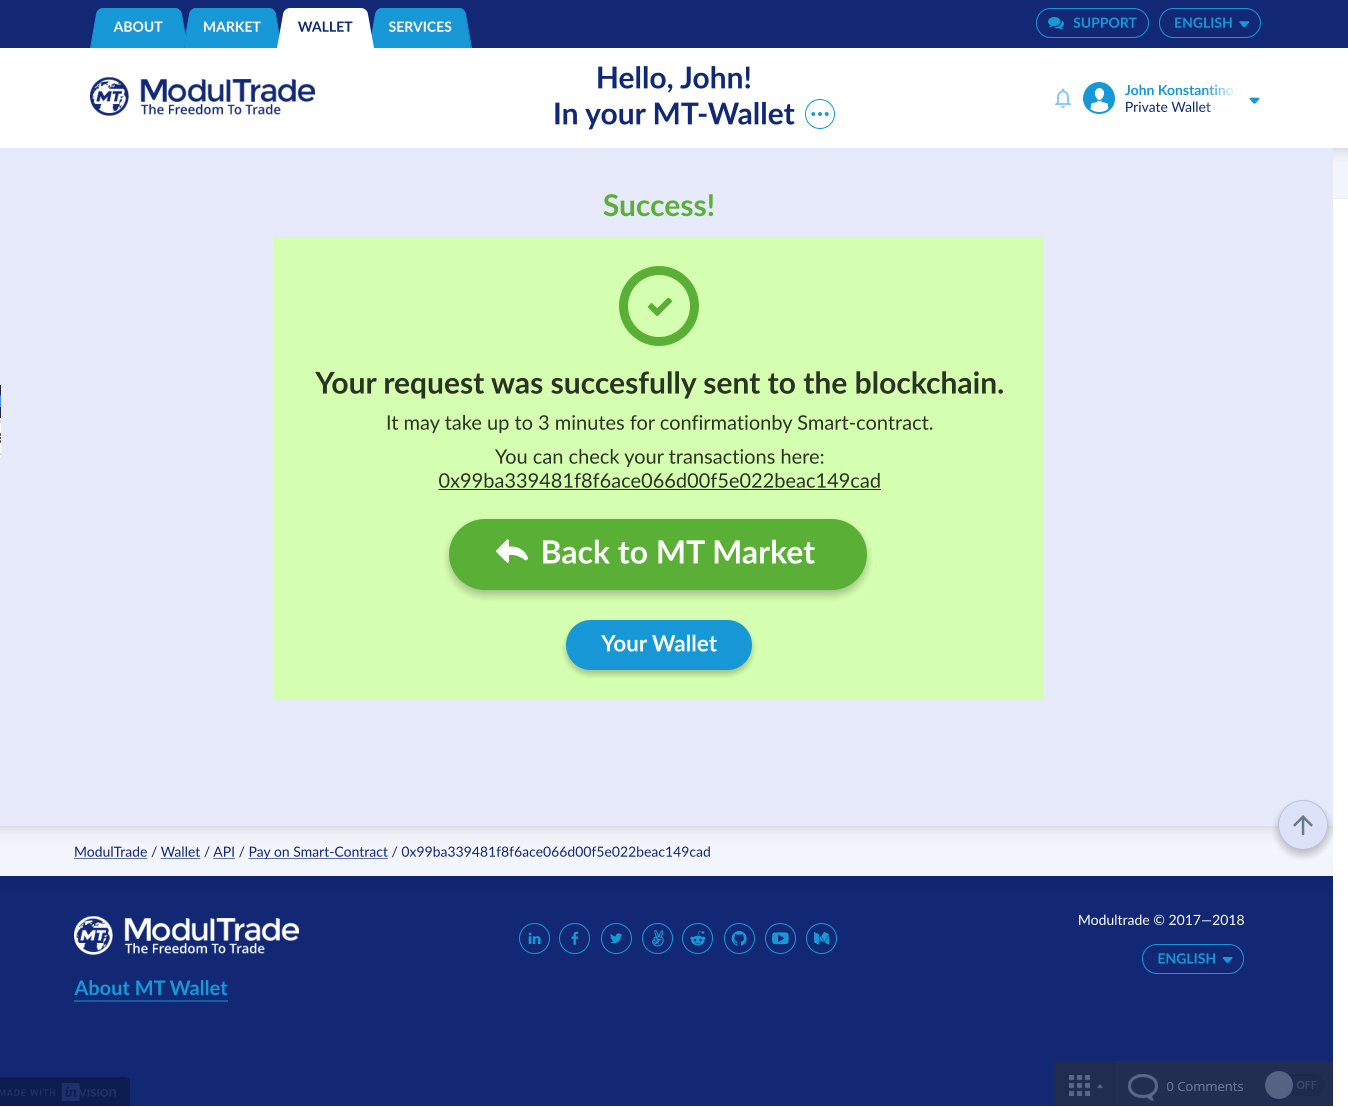 ABOUT
MARKET
WALLET
SERVICES
SUPPORT
ENGLISH
MT
ModulTrade
The Freedom To Trade
Hello, John!
In your MT-Wallet
John Konstantino
Private Wallet
Success!
Your request was succesfully sent to the blockchain.
It may take up to 3 minutes for confirmationby Smart-contract.
You can check your transactions here:
0x99ba339481f8f6ace066d00f5e022beac149cad
Back to MT Market
Your Wallet
ModulTrade / Wallet / API / Pay on Smart-Contract / 0x99ba339481f8f6ace066d00f5e022beac149cad
MT
ModulTrade
The Freedom To Trade
About MT Wallet
in
f
Modultrade © 2017—2018
ENGLISH
MADE WITH invision
0 Comments
OFF